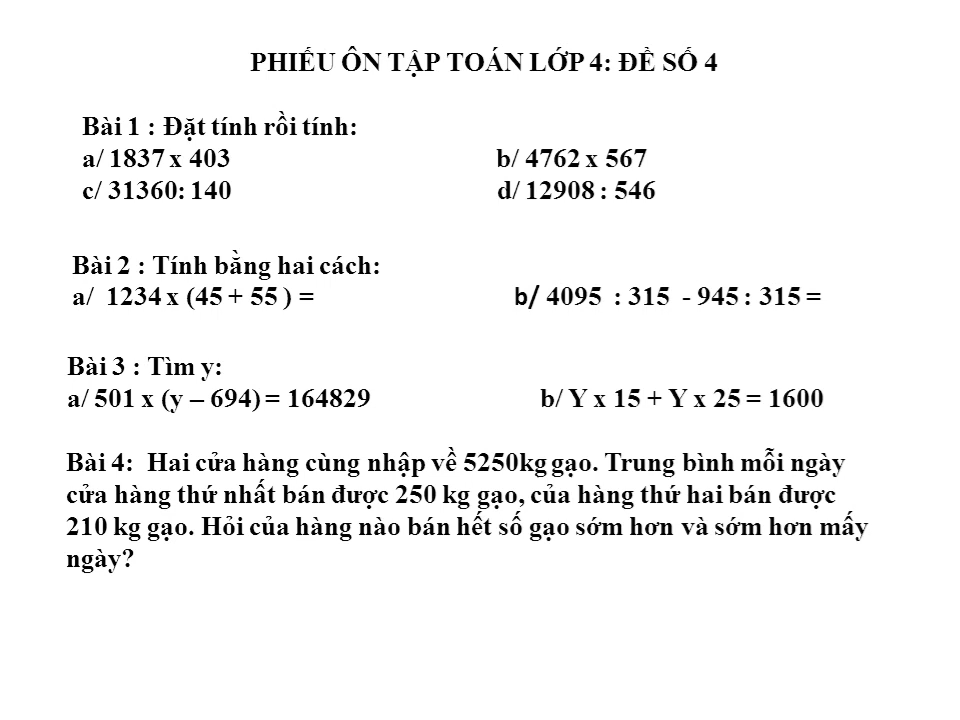 PHIẾU ÔN TẬP TOÁN LỚP 4: ĐỀ SỐ 4
Bài 1 : Đặt tính rồi tính:
a/ 1837 x 403 b/ 4762 x 567
c/ 31360: 140 d/ 12908 : 546
Bài 2 : Tính bằng hai cách:
a/ 1234 x (45 + 55 ) = b/ 4095 : 315 - 945 : 315 =
Bài 3 : Tìm y:
a/ 501 x (y – 694) = 164829 b/ Y x 15 + Y x 25 = 1600
Bài 4: Hai cửa hàng cùng nhập về 5250kg gạo. Trung bình mỗi ngày
cửa hàng thứ nhất bán được 250 kg gạo, của hàng thứ hai bán được
210 kg gạo. Hỏi của hàng nào bán hết số gạo sớm hơn và sớm hơn mấy
ngày?